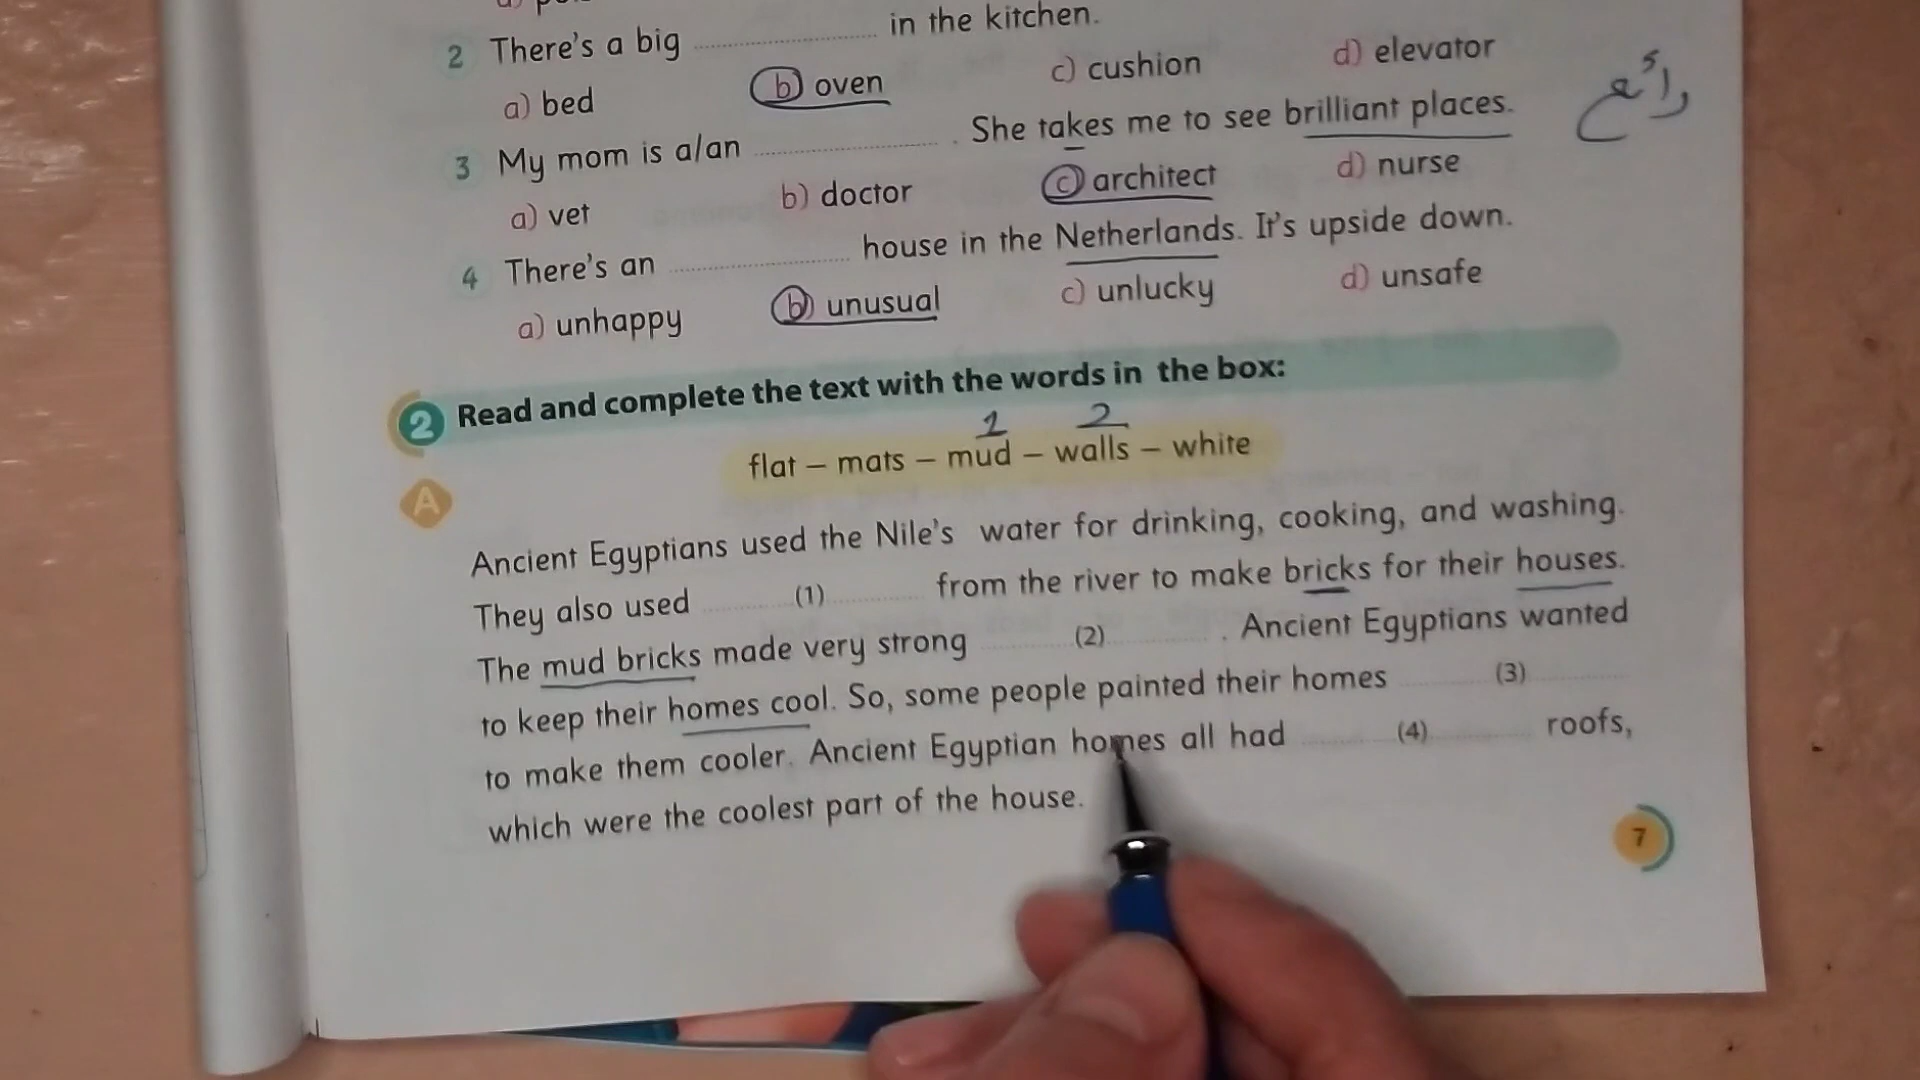 2 There's a big ........ in the kitchen.
a) bed b) oven c) cushion d) elevator
3 My mom is a/an ........ . She takes me to see brilliant places.
رائع
a) vet b) doctor c) architect d) nurse
4 There's an ........ house in the Netherlands. It's upside down.
a) unhappy b) unusual c) unlucky d) unsafe
2 Read and complete the text with the words in the box:
1 2
flat – mats – mud – walls – white
A
Ancient Egyptians used the Nile's water for drinking, cooking, and washing.
They also used ........(1)........ from the river to make bricks for their houses.
The mud bricks made very strong ........(2)........ . Ancient Egyptians wanted
to keep their homes cool. So, some people painted their homes ........(3)........
to make them cooler. Ancient Egyptian homes all had ........(4)........ roofs,
which were the coolest part of the house.
7